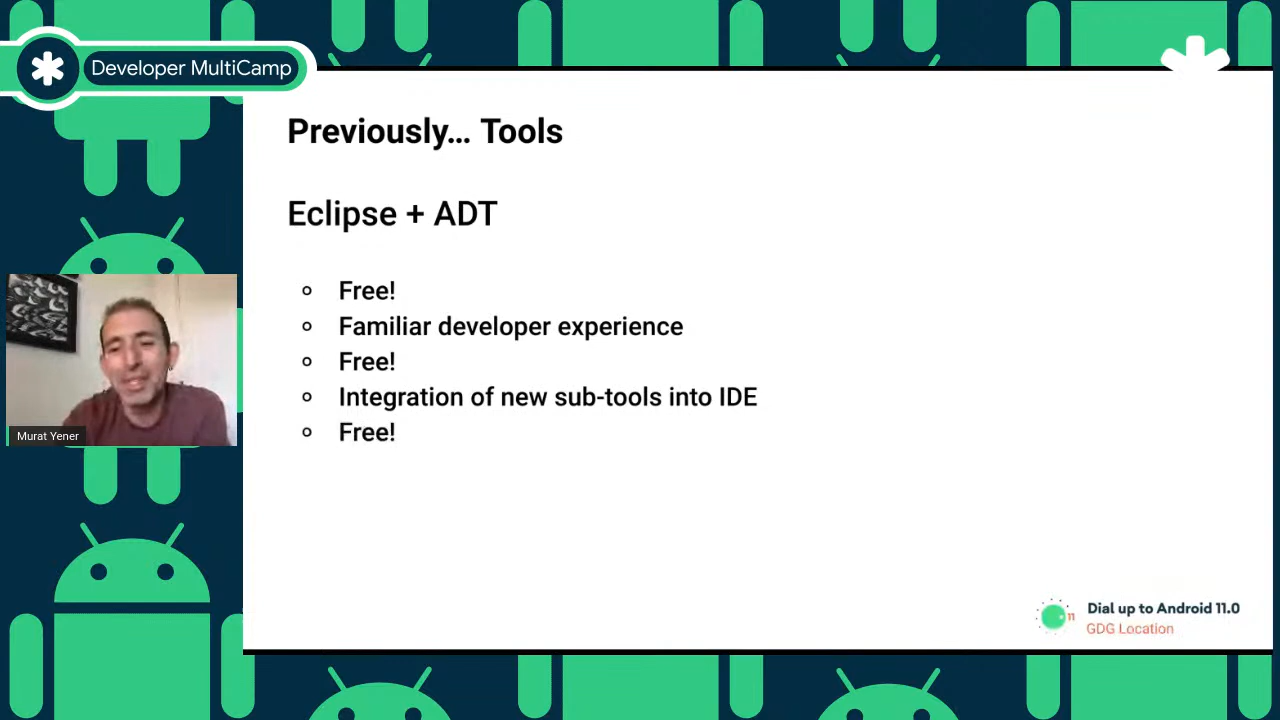 Developer MultiCamp
Previously... Tools
Eclipse + ADT
Free!
Familiar developer experience
Free!
Integration of new sub-tools into IDE
Free!
Murat Yener
11
Dial up to Android 11.0
GDG Location